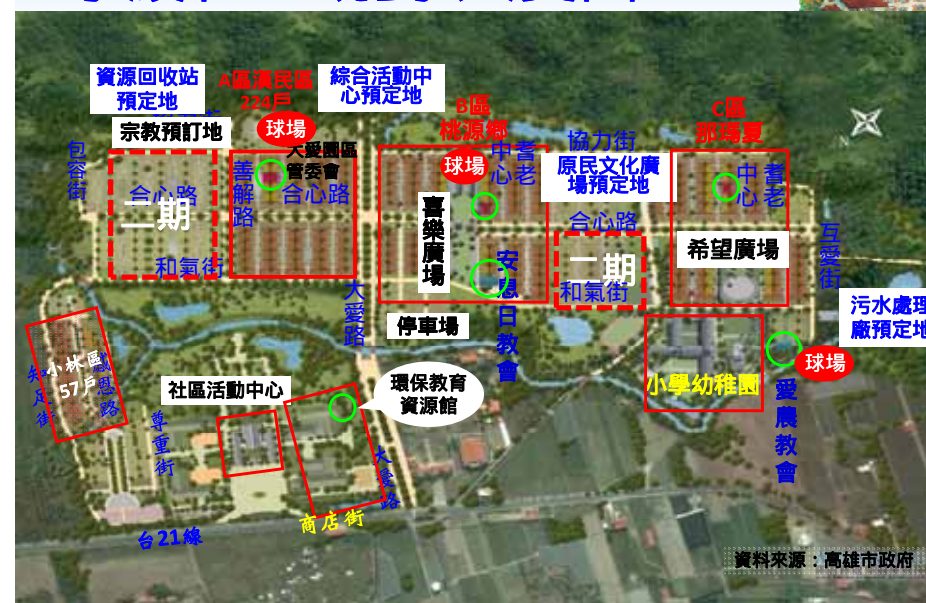 資源回收站
預定地
A區漢民區
224戶
綜合活動中
心預定地
宗教預訂地
球場
大愛園區
管委會
B區
桃源鄉
球場
耆老
中心
協力街
原民文化廣
場預定地
C區
那瑪夏
耆老
中心
包容街
合心路
二期
和氣街
善解路
合心路
喜樂廣場
合心路
二期
和氣街
希望廣場
互愛街
安息日教會
大愛路
停車場
污水處理
廠預定地
球場
小學幼稚園
愛農教會
小林區
57戶
知足街
感恩路
社區活動中心
環保教育
資源館
尊重街
大愛路
商店街
台21線
資料來源：高雄市政府